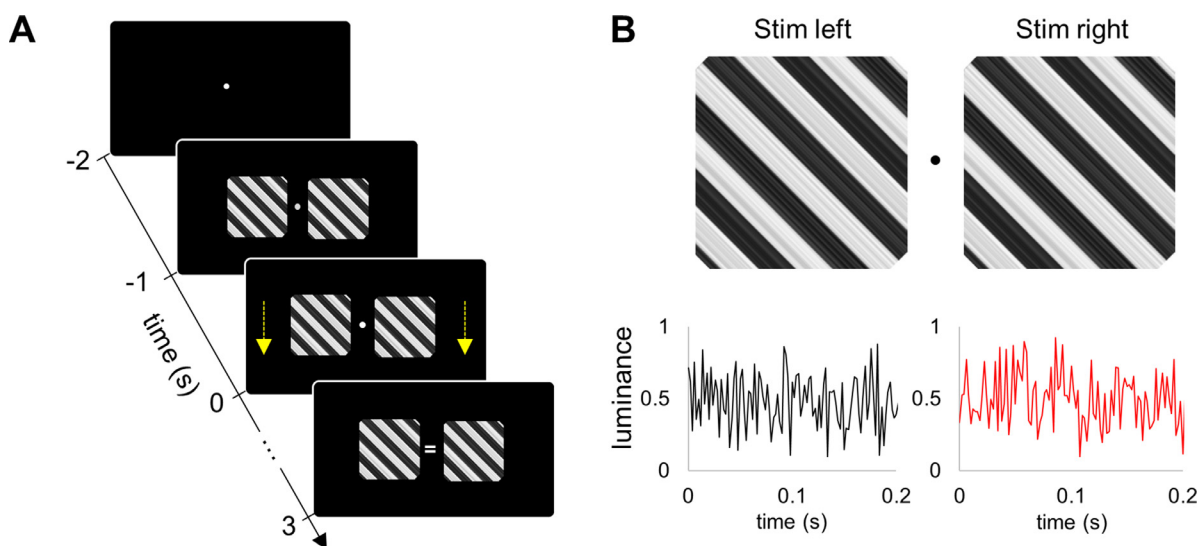 A
-2
-1
time (s)
0
...
3
=
B
Stim left
Stim right
luminance
1
0.5
0
0
0.1
0.2
time (s)
1
0.5
0
0
0.1
0.2
time (s)